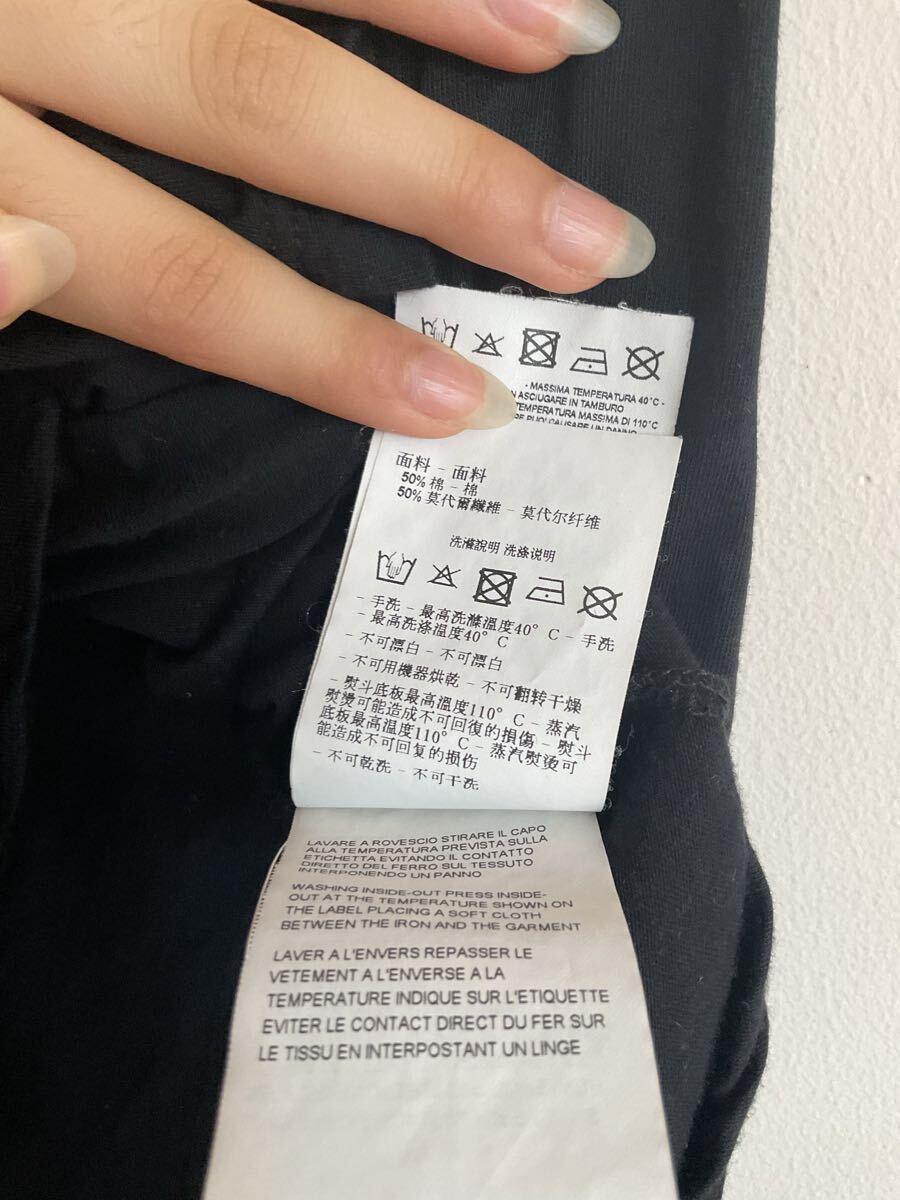 - MASSIMA TEMPERATURA 40°C -
ASCIUGARE IN TAMBURO
TEMPERATURA MASSIMA DI 110°C
PUO' CAUSARE UN DANNO
面料 - 面料
50% 棉 - 棉
50% 莫代爾纖維 - 莫代尔纤维
洗滌說明 洗涤说明
- 手洗 - 最高洗滌溫度40° C - 手洗
- 最高洗涤温度40° C
- 不可漂白 - 不可漂白
- 不可用機器烘乾 - 不可翻转干燥
- 熨斗底板最高溫度110° C - 蒸汽
熨燙可能造成不可回復的損傷 - 熨斗
底板最高温度110° C - 蒸汽熨烫可
能造成不可回复的损伤
- 不可乾洗 - 不可干洗
LAVARE A ROVESCIO STIRARE IL CAPO
ALLA TEMPERATURA PREVISTA SULLA
ETICHETTA EVITANDO IL CONTATTO
DIRETTO DEL FERRO SUL TESSUTO
INTERPONENDO UN PANNO
WASHING INSIDE-OUT PRESS INSIDE-
OUT AT THE TEMPERATURE SHOWN ON
THE LABEL PLACING A SOFT CLOTH
BETWEEN THE IRON AND THE GARMENT
LAVER A L'ENVERS REPASSER LE
VETEMENT A L'ENVERSE A LA
TEMPERATURE INDIQUE SUR L'ETIQUETTE
EVITER LE CONTACT DIRECT DU FER SUR
LE TISSU EN INTERPOSTANT UN LINGE